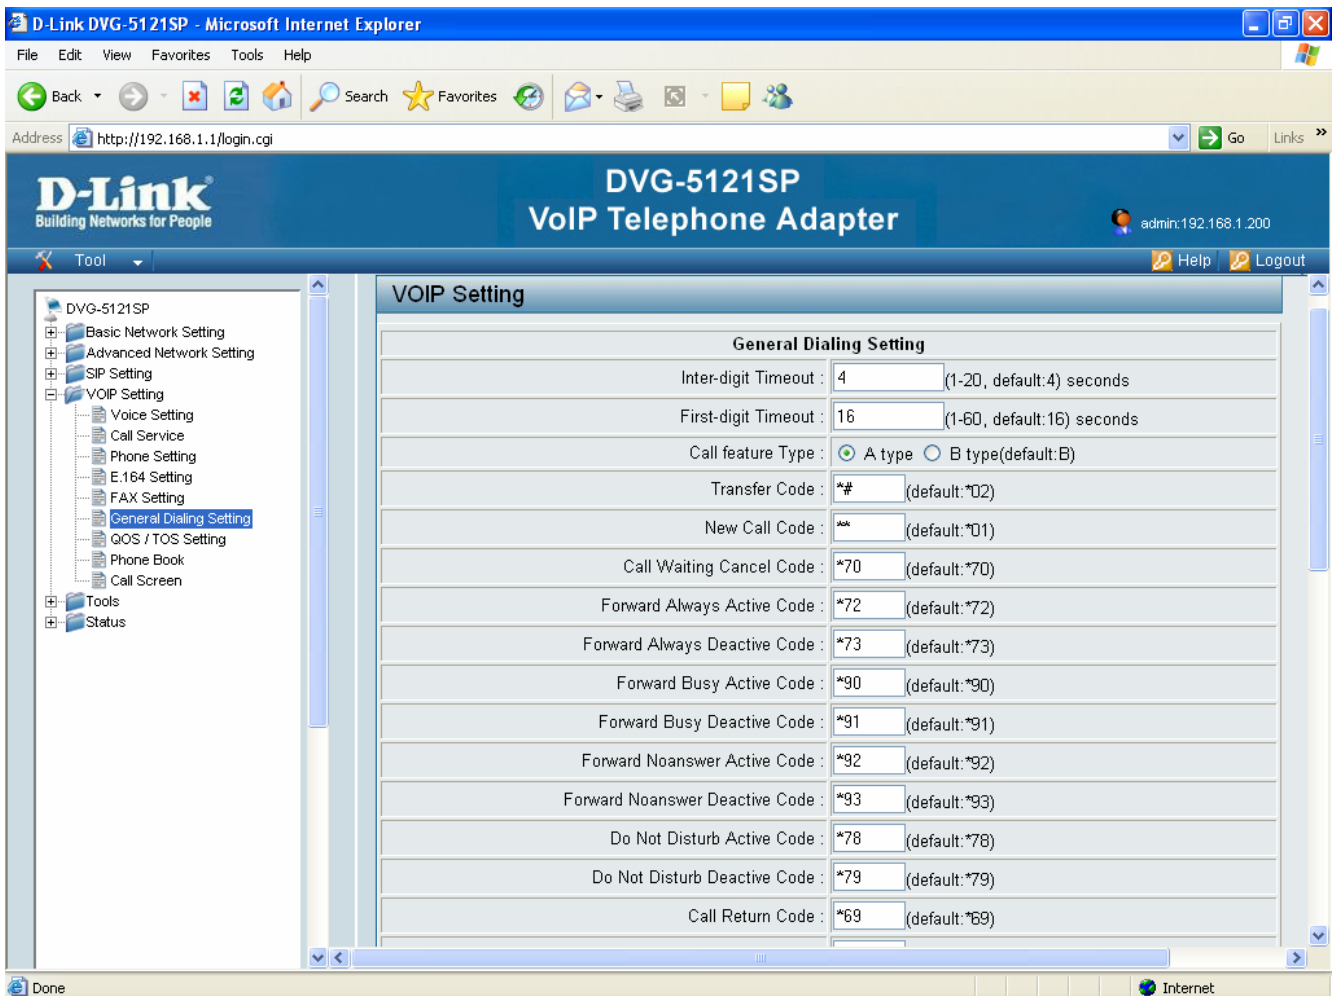 D-Link DVG-5121SP - Microsoft Internet Explorer
File Edit View Favorites Tools Help
Back Search Favorites
Address http://192.168.1.1/login.cgi Go Links »
D-Link®
Building Networks for People
DVG-5121SP
VoIP Telephone Adapter
admin:192.168.1.200
Tool Help Logout
DVG-5121SP
Basic Network Setting
Advanced Network Setting
SIP Setting
VOIP Setting
Voice Setting
Call Service
Phone Setting
E.164 Setting
FAX Setting
General Dialing Setting
QOS / TOS Setting
Phone Book
Call Screen
Tools
Status
VOIP Setting
General Dialing Setting
Inter-digit Timeout : 4 (1-20, default:4) seconds
First-digit Timeout : 16 (1-60, default:16) seconds
Call feature Type : A type B type(default:B)
Transfer Code : *# (default:*02)
New Call Code : ** (default:*01)
Call Waiting Cancel Code : *70 (default:*70)
Forward Always Active Code : *72 (default:*72)
Forward Always Deactive Code : *73 (default:*73)
Forward Busy Active Code : *90 (default:*90)
Forward Busy Deactive Code : *91 (default:*91)
Forward Noanswer Active Code : *92 (default:*92)
Forward Noanswer Deactive Code : *93 (default:*93)
Do Not Disturb Active Code : *78 (default:*78)
Do Not Disturb Deactive Code : *79 (default:*79)
Call Return Code : *69 (default:*69)
Done Internet